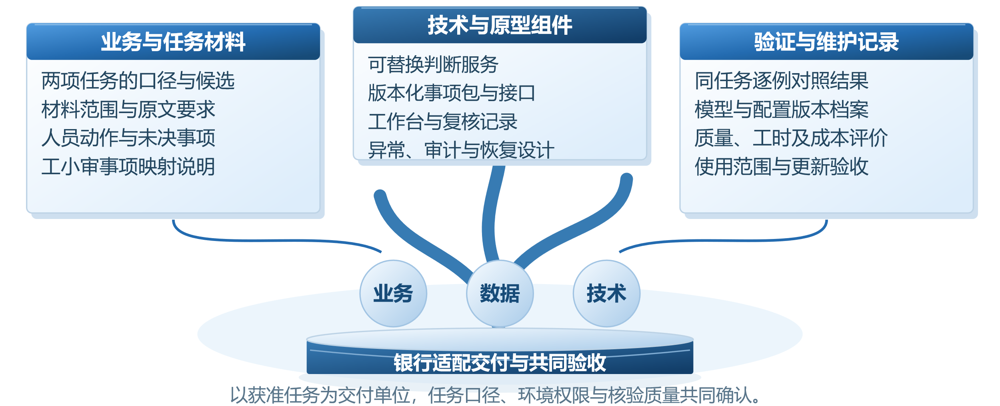 业务与任务材料
两项任务的口径与候选
材料范围与原文要求
人员动作与未决事项
工小审事项映射说明
技术与原型组件
可替换判断服务
版本化事项包与接口
工作台与复核记录
异常、审计与恢复设计
验证与维护记录
同任务逐例对照结果
模型与配置版本档案
质量、工时及成本评价
使用范围与更新验收
业务
数据
技术
银行适配交付与共同验收
以获准任务为交付单位，任务口径、环境权限与核验质量共同确认。